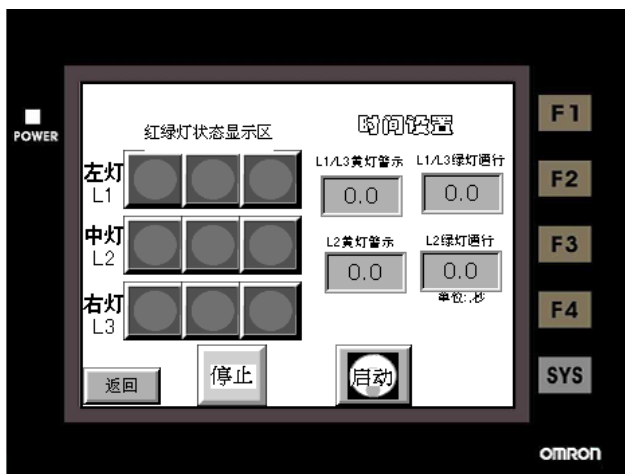 POWER
红绿灯状态显示区
时间设置
左灯
L1
中灯
L2
右灯
L3
L1/L3黄灯警示
L1/L3绿灯通行
0.0
0.0
L2黄灯警示
L2绿灯通行
0.0
0.0
单位:秒
返回
停止
启动
F1
F2
F3
F4
SYS
OMRON